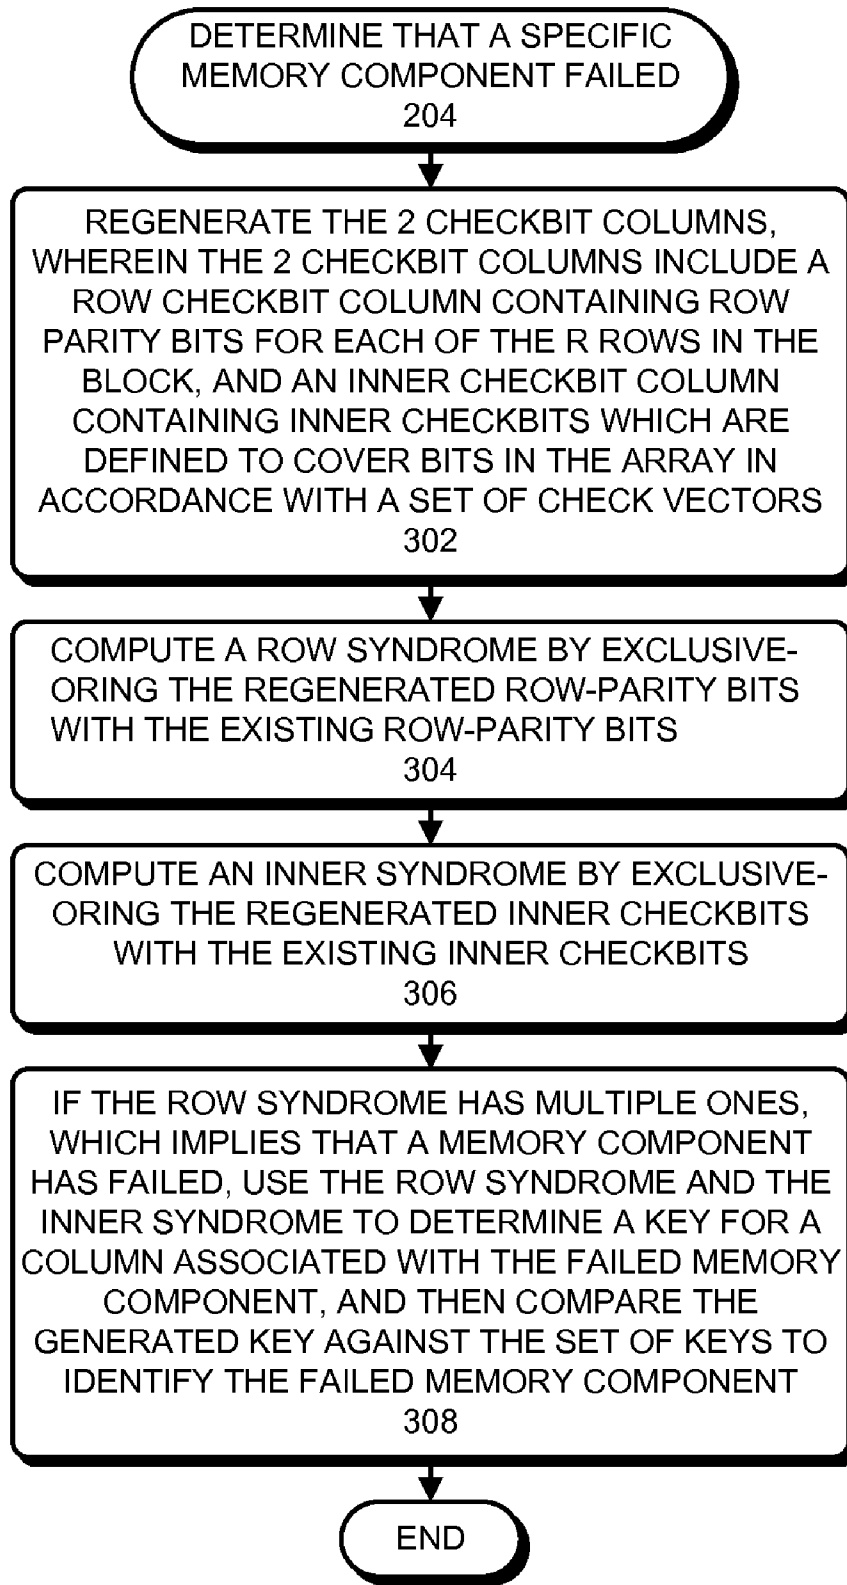 DETERMINE THAT A SPECIFIC
MEMORY COMPONENT FAILED
204
REGENERATE THE 2 CHECKBIT COLUMNS,
WHEREIN THE 2 CHECKBIT COLUMNS INCLUDE A
ROW CHECKBIT COLUMN CONTAINING ROW
PARITY BITS FOR EACH OF THE R ROWS IN THE
BLOCK, AND AN INNER CHECKBIT COLUMN
CONTAINING INNER CHECKBITS WHICH ARE
DEFINED TO COVER BITS IN THE ARRAY IN
ACCORDANCE WITH A SET OF CHECK VECTORS
302
COMPUTE A ROW SYNDROME BY EXCLUSIVE-
ORING THE REGENERATED ROW-PARITY BITS
WITH THE EXISTING ROW-PARITY BITS
304
COMPUTE AN INNER SYNDROME BY EXCLUSIVE-
ORING THE REGENERATED INNER CHECKBITS
WITH THE EXISTING INNER CHECKBITS
306
IF THE ROW SYNDROME HAS MULTIPLE ONES,
WHICH IMPLIES THAT A MEMORY COMPONENT
HAS FAILED, USE THE ROW SYNDROME AND THE
INNER SYNDROME TO DETERMINE A KEY FOR A
COLUMN ASSOCIATED WITH THE FAILED MEMORY
COMPONENT, AND THEN COMPARE THE
GENERATED KEY AGAINST THE SET OF KEYS TO
IDENTIFY THE FAILED MEMORY COMPONENT
308
END